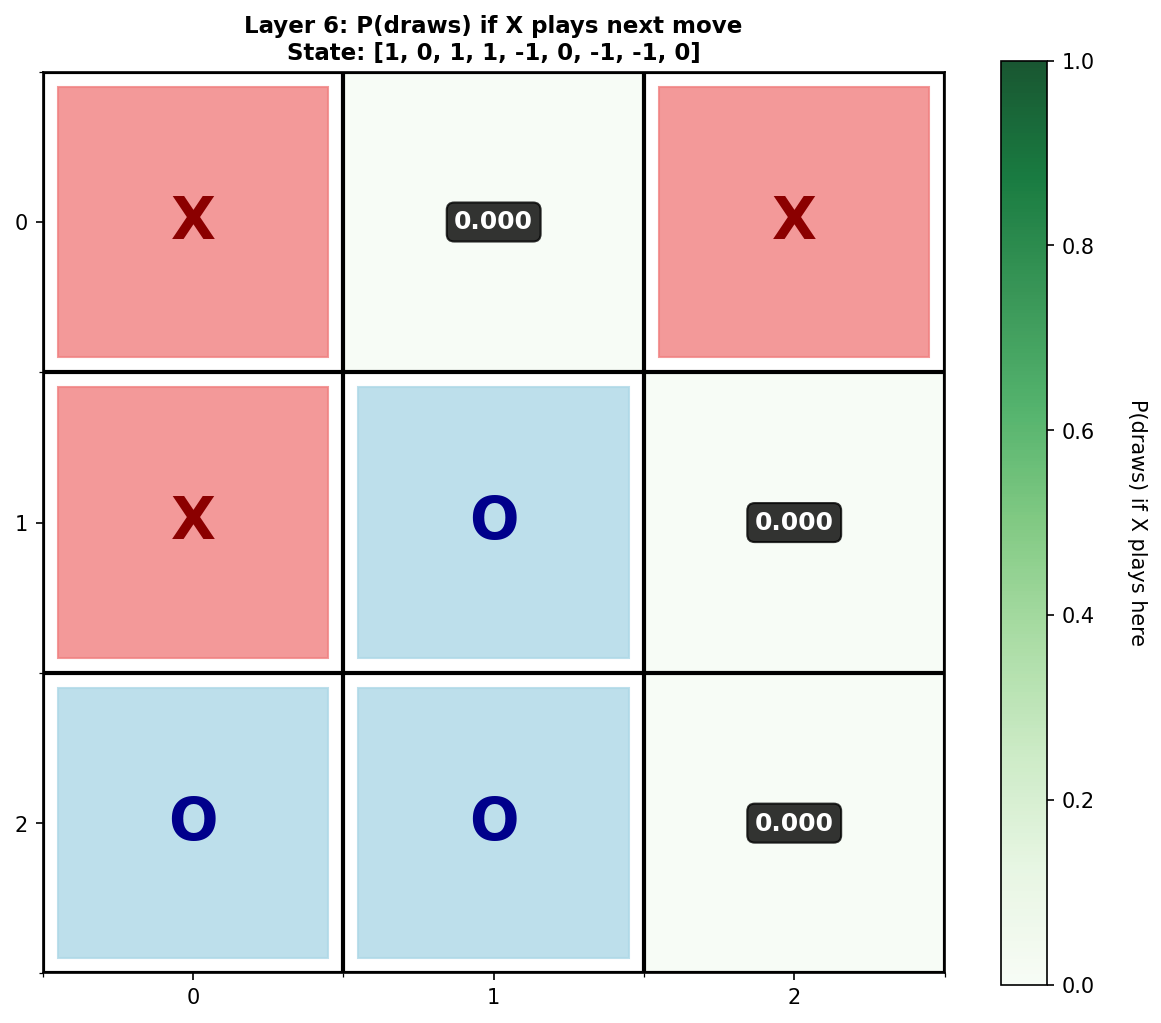 Layer 6: P(draws) if X plays next move
State: [1, 0, 1, 1, -1, 0, -1, -1, 0]
0
X
0.000
X
1
X
O
0.000
2
O
O
0.000
0
1
2
1.0
0.8
0.6
0.4
0.2
0.0
P(draws) if X plays here